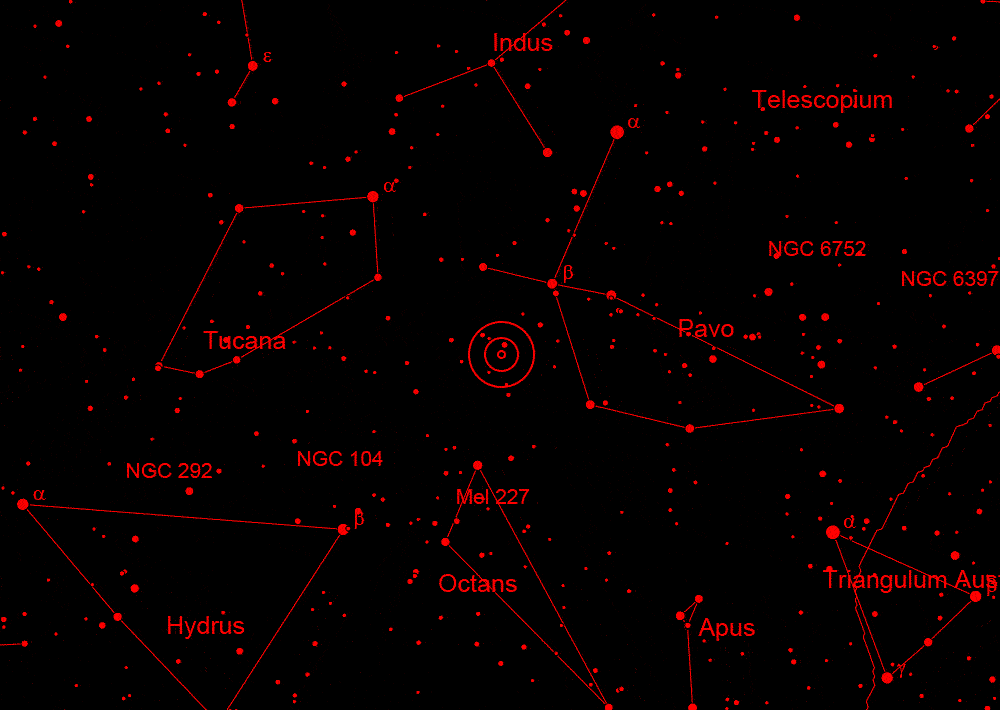 ε
Indus
Telescopium
α
α
NGC 6752
β
NGC 6397
Pavo
Tucana
NGC 104
NGC 292
α
Mel 227
β
α
Octans
Triangulum Aus
β
Hydrus
Apus
γ